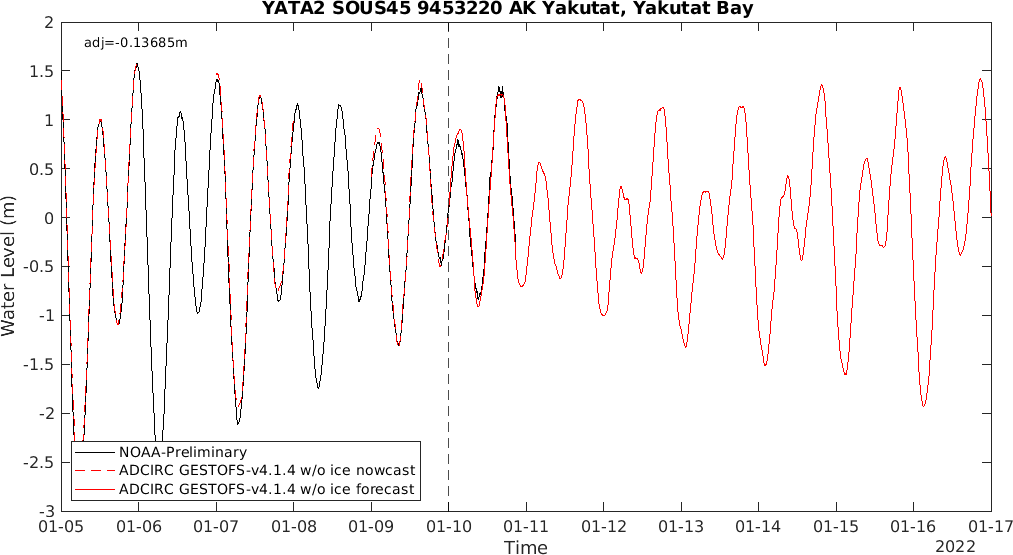 YATA2 SOUS45 9453220 AK Yakutat, Yakutat Bay
adj=-0.13685m
2
1.5
1
0.5
0
-0.5
-1
-1.5
-2
-2.5
-3
Water Level (m)
NOAA-Preliminary
ADCIRC GESTOFS-v4.1.4 w/o ice nowcast
ADCIRC GESTOFS-v4.1.4 w/o ice forecast
01-05 01-06 01-07 01-08 01-09 01-10 01-11 01-12 01-13 01-14 01-15 01-16 01-17
Time
2022